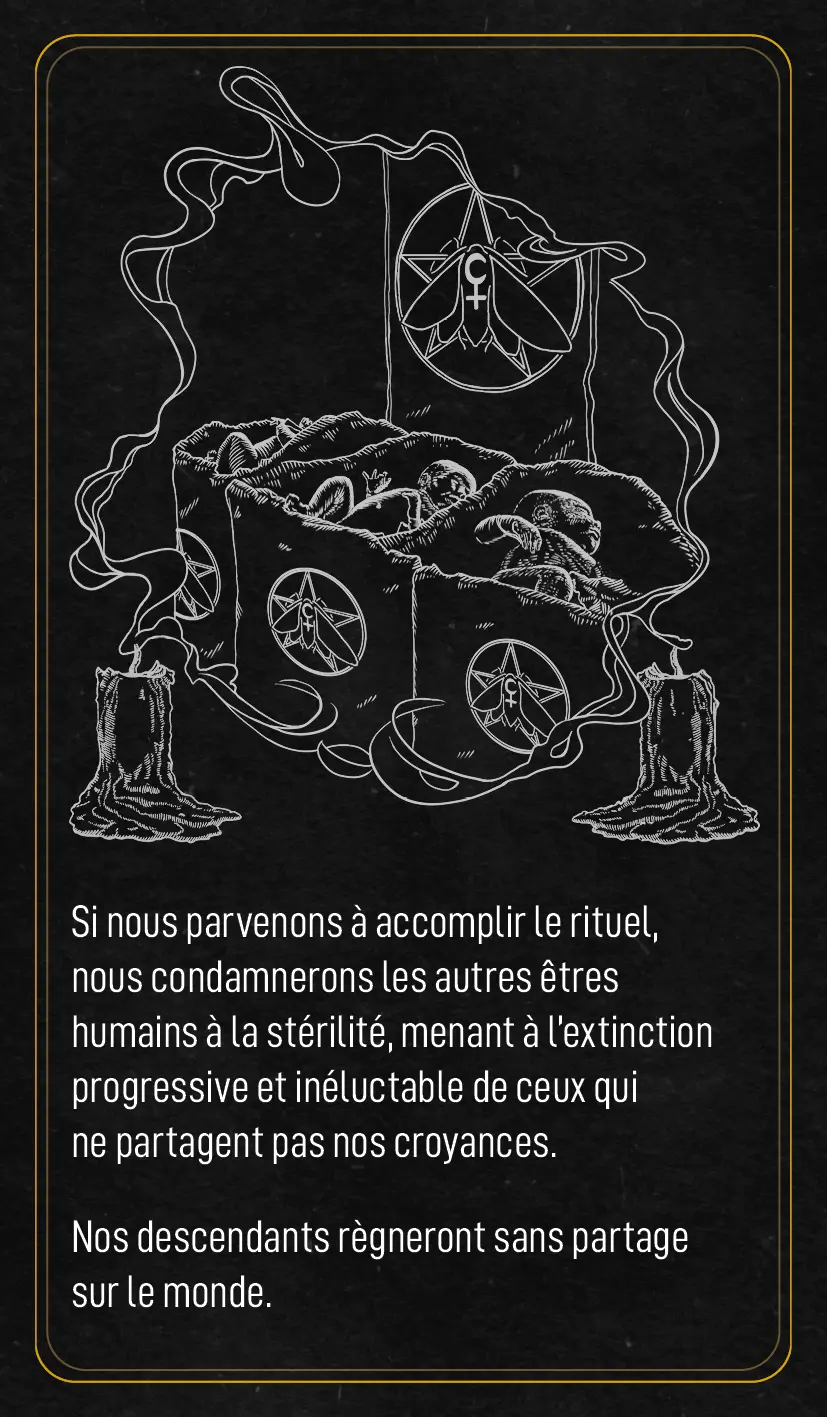 Si nous parvenons à accomplir le rituel,
nous condamnerons les autres êtres
humains à la stérilité, menant à l'extinction
progressive et inéluctable de ceux qui
ne partagent pas nos croyances.
Nos descendants règneront sans partage
sur le monde.